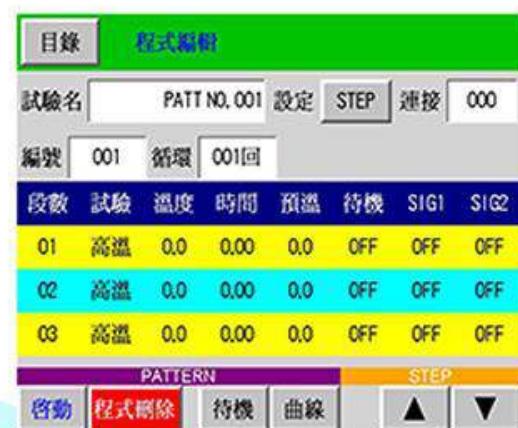 目錄 程式編輯
試驗名 PATT NO. 001 設定 STEP 連接 000
編號 001 循環 001回
段數 試驗 溫度 時間 預溫 待機 SIG1 SIG2
01 高溫 0.0 0.00 0.0 OFF OFF OFF
02 高溫 0.0 0.00 0.0 OFF OFF OFF
03 高溫 0.0 0.00 0.0 OFF OFF OFF
PATTERN STEP
啓動 程式刪除 待機 曲線 ▲ ▼